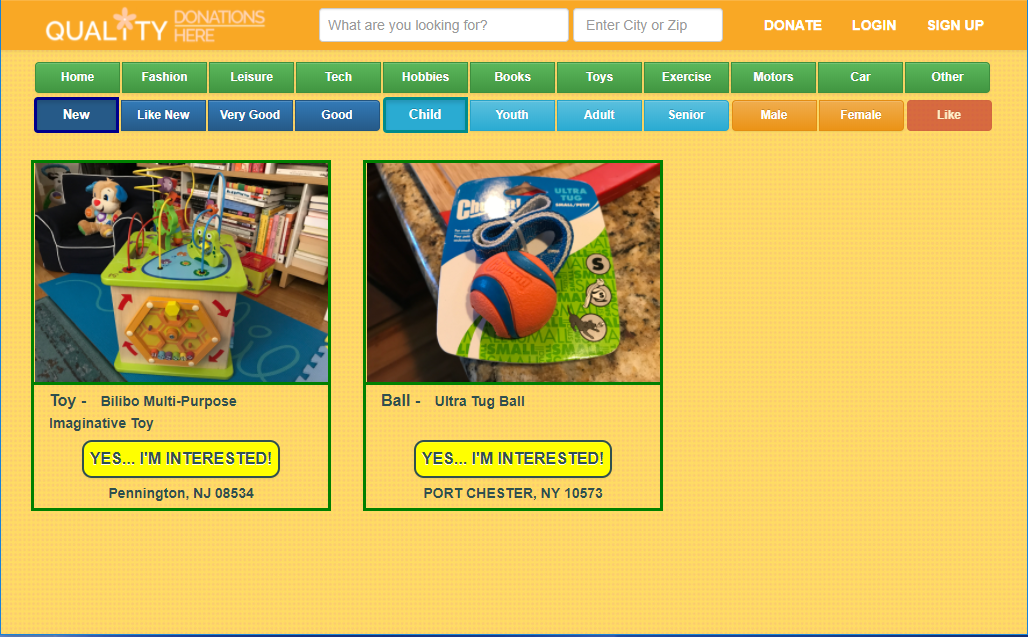 QUALITY DONATIONS HERE
What are you looking for?
Enter City or Zip
DONATE LOGIN SIGN UP
Home Fashion Leisure Tech Hobbies Books Toys Exercise Motors Car Other
New Like New Very Good Good Child Youth Adult Senior Male Female Like
ULTRA
TUG
SMALL/PETIT
S
SMALL
Toy - Bilibo Multi-Purpose
Imaginative Toy
YES... I'M INTERESTED!
Pennington, NJ 08534
Ball - Ultra Tug Ball
YES... I'M INTERESTED!
PORT CHESTER, NY 10573